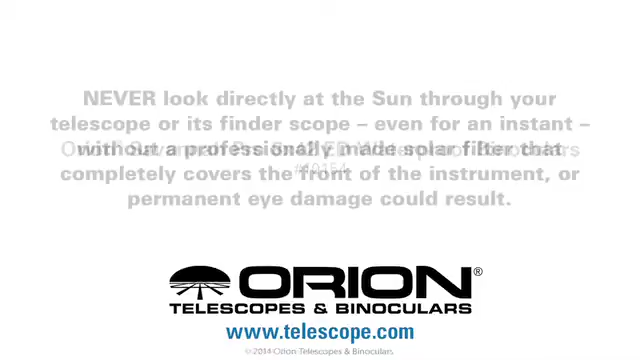 NEVER look directly at the Sun through your
telescope or its finder scope – even for an instant –
without a professionally made solar filter that
completely covers the front of the instrument, or
permanent eye damage could result.
ORION®
TELESCOPES & BINOCULARS
www.telescope.com
© 2014 Orion Telescopes & Binoculars